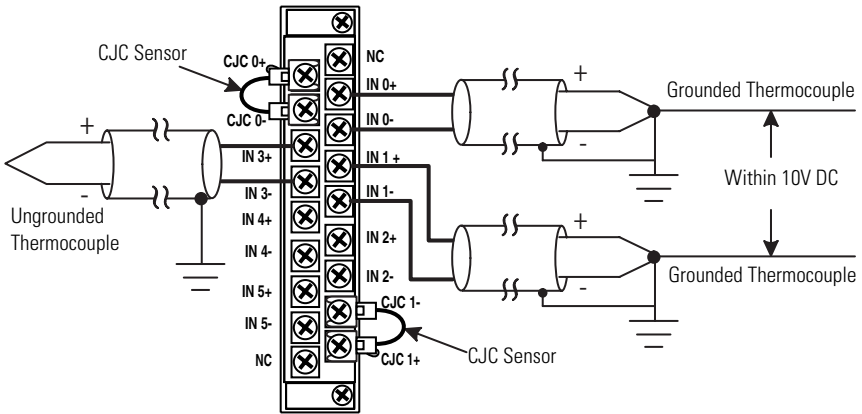 CJC Sensor
CJC 0+
CJC 0-
NC
IN 0+
IN 0-
+
-
Grounded Thermocouple
Within 10V DC
+
-
Ungrounded
Thermocouple
IN 3+
IN 3-
IN 4+
IN 4-
IN 5+
IN 5-
NC
IN 1 +
IN 1-
IN 2+
IN 2-
CJC 1-
CJC 1+
CJC Sensor
+
-
Grounded Thermocouple